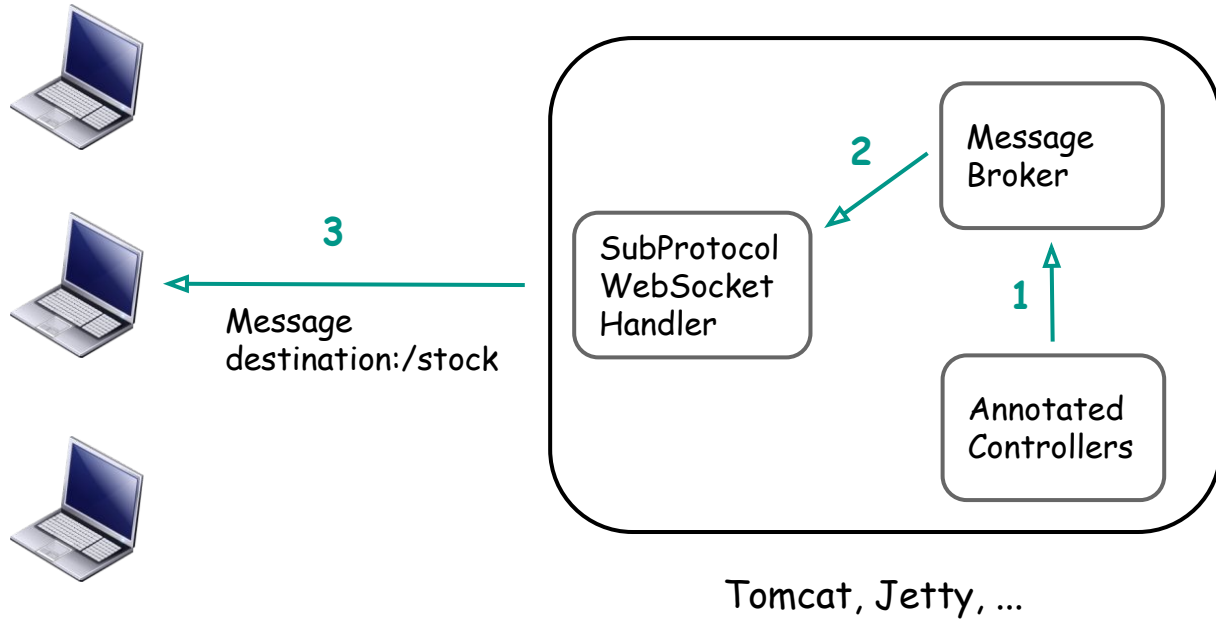 3
Message
destination:/stock
SubProtocol
WebSocket
Handler
2
Message
Broker
1
Annotated
Controllers
Tomcat, Jetty, ...